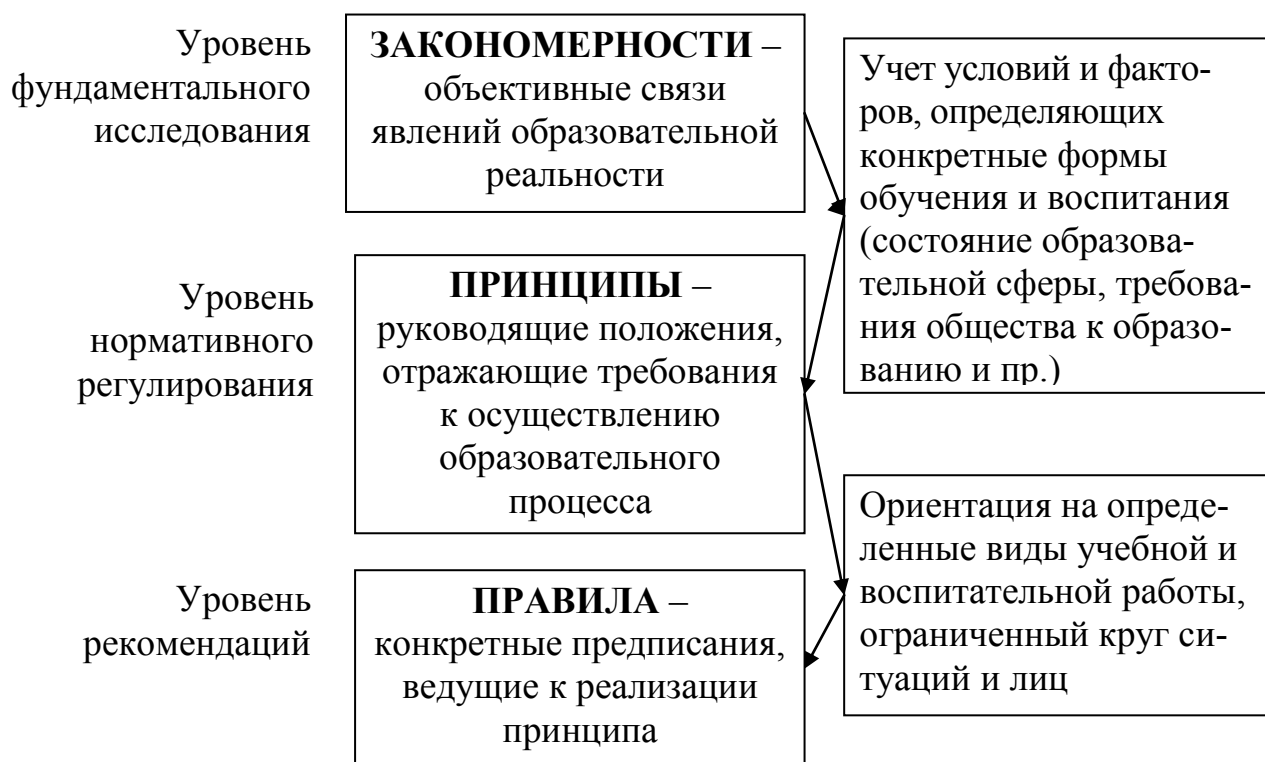 Уровень
фундаментального
исследования
ЗАКОНОМЕРНОСТИ –
объективные связи
явлений образовательной
реальности
Учет условий и факто-
ров, определяющих
конкретные формы
обучения и воспитания
(состояние образова-
тельной сферы, требова-
ния общества к образо-
ванию и пр.)
Уровень
нормативного
регулирования
ПРИНЦИПЫ –
руководящие положения,
отражающие требования
к осуществлению
образовательного
процесса
Ориентация на опреде-
ленные виды учебной и
воспитательной работы,
ограниченный круг си-
туаций и лиц
Уровень
рекомендаций
ПРАВИЛА –
конкретные предписания,
ведущие к реализации
принципа